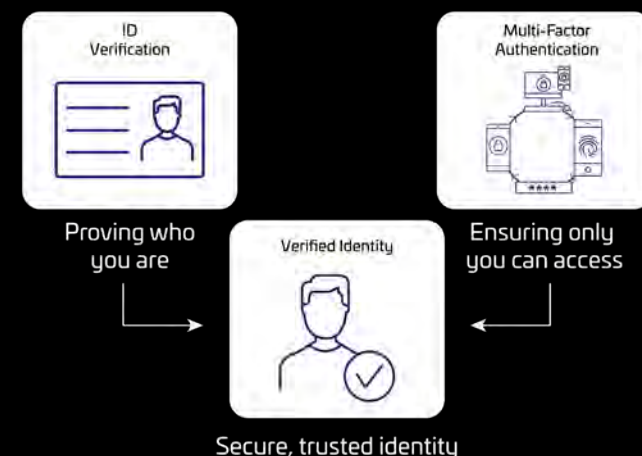 ID
Verification
Proving who
you are
Multi-Factor
Authentication
****
Ensuring only
you can access
Verified Identity
Secure, trusted identity